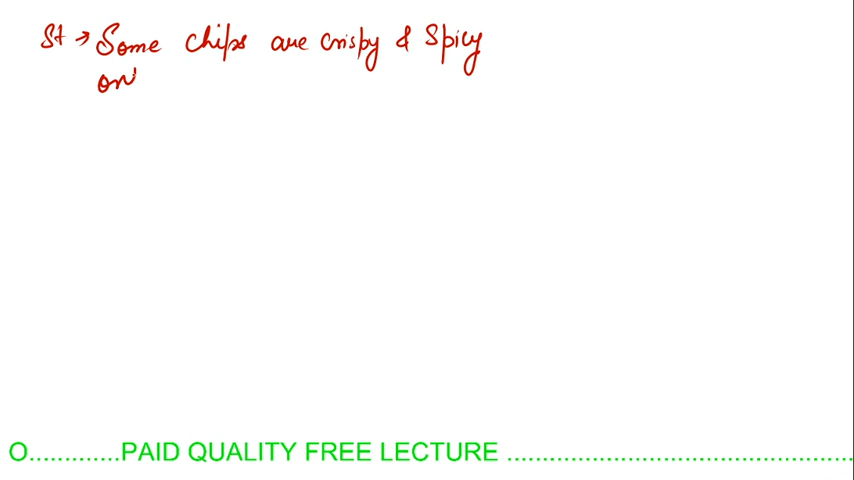 St → Some chips are crispy & Spicy
on
O.............PAID QUALITY FREE LECTURE .................................................